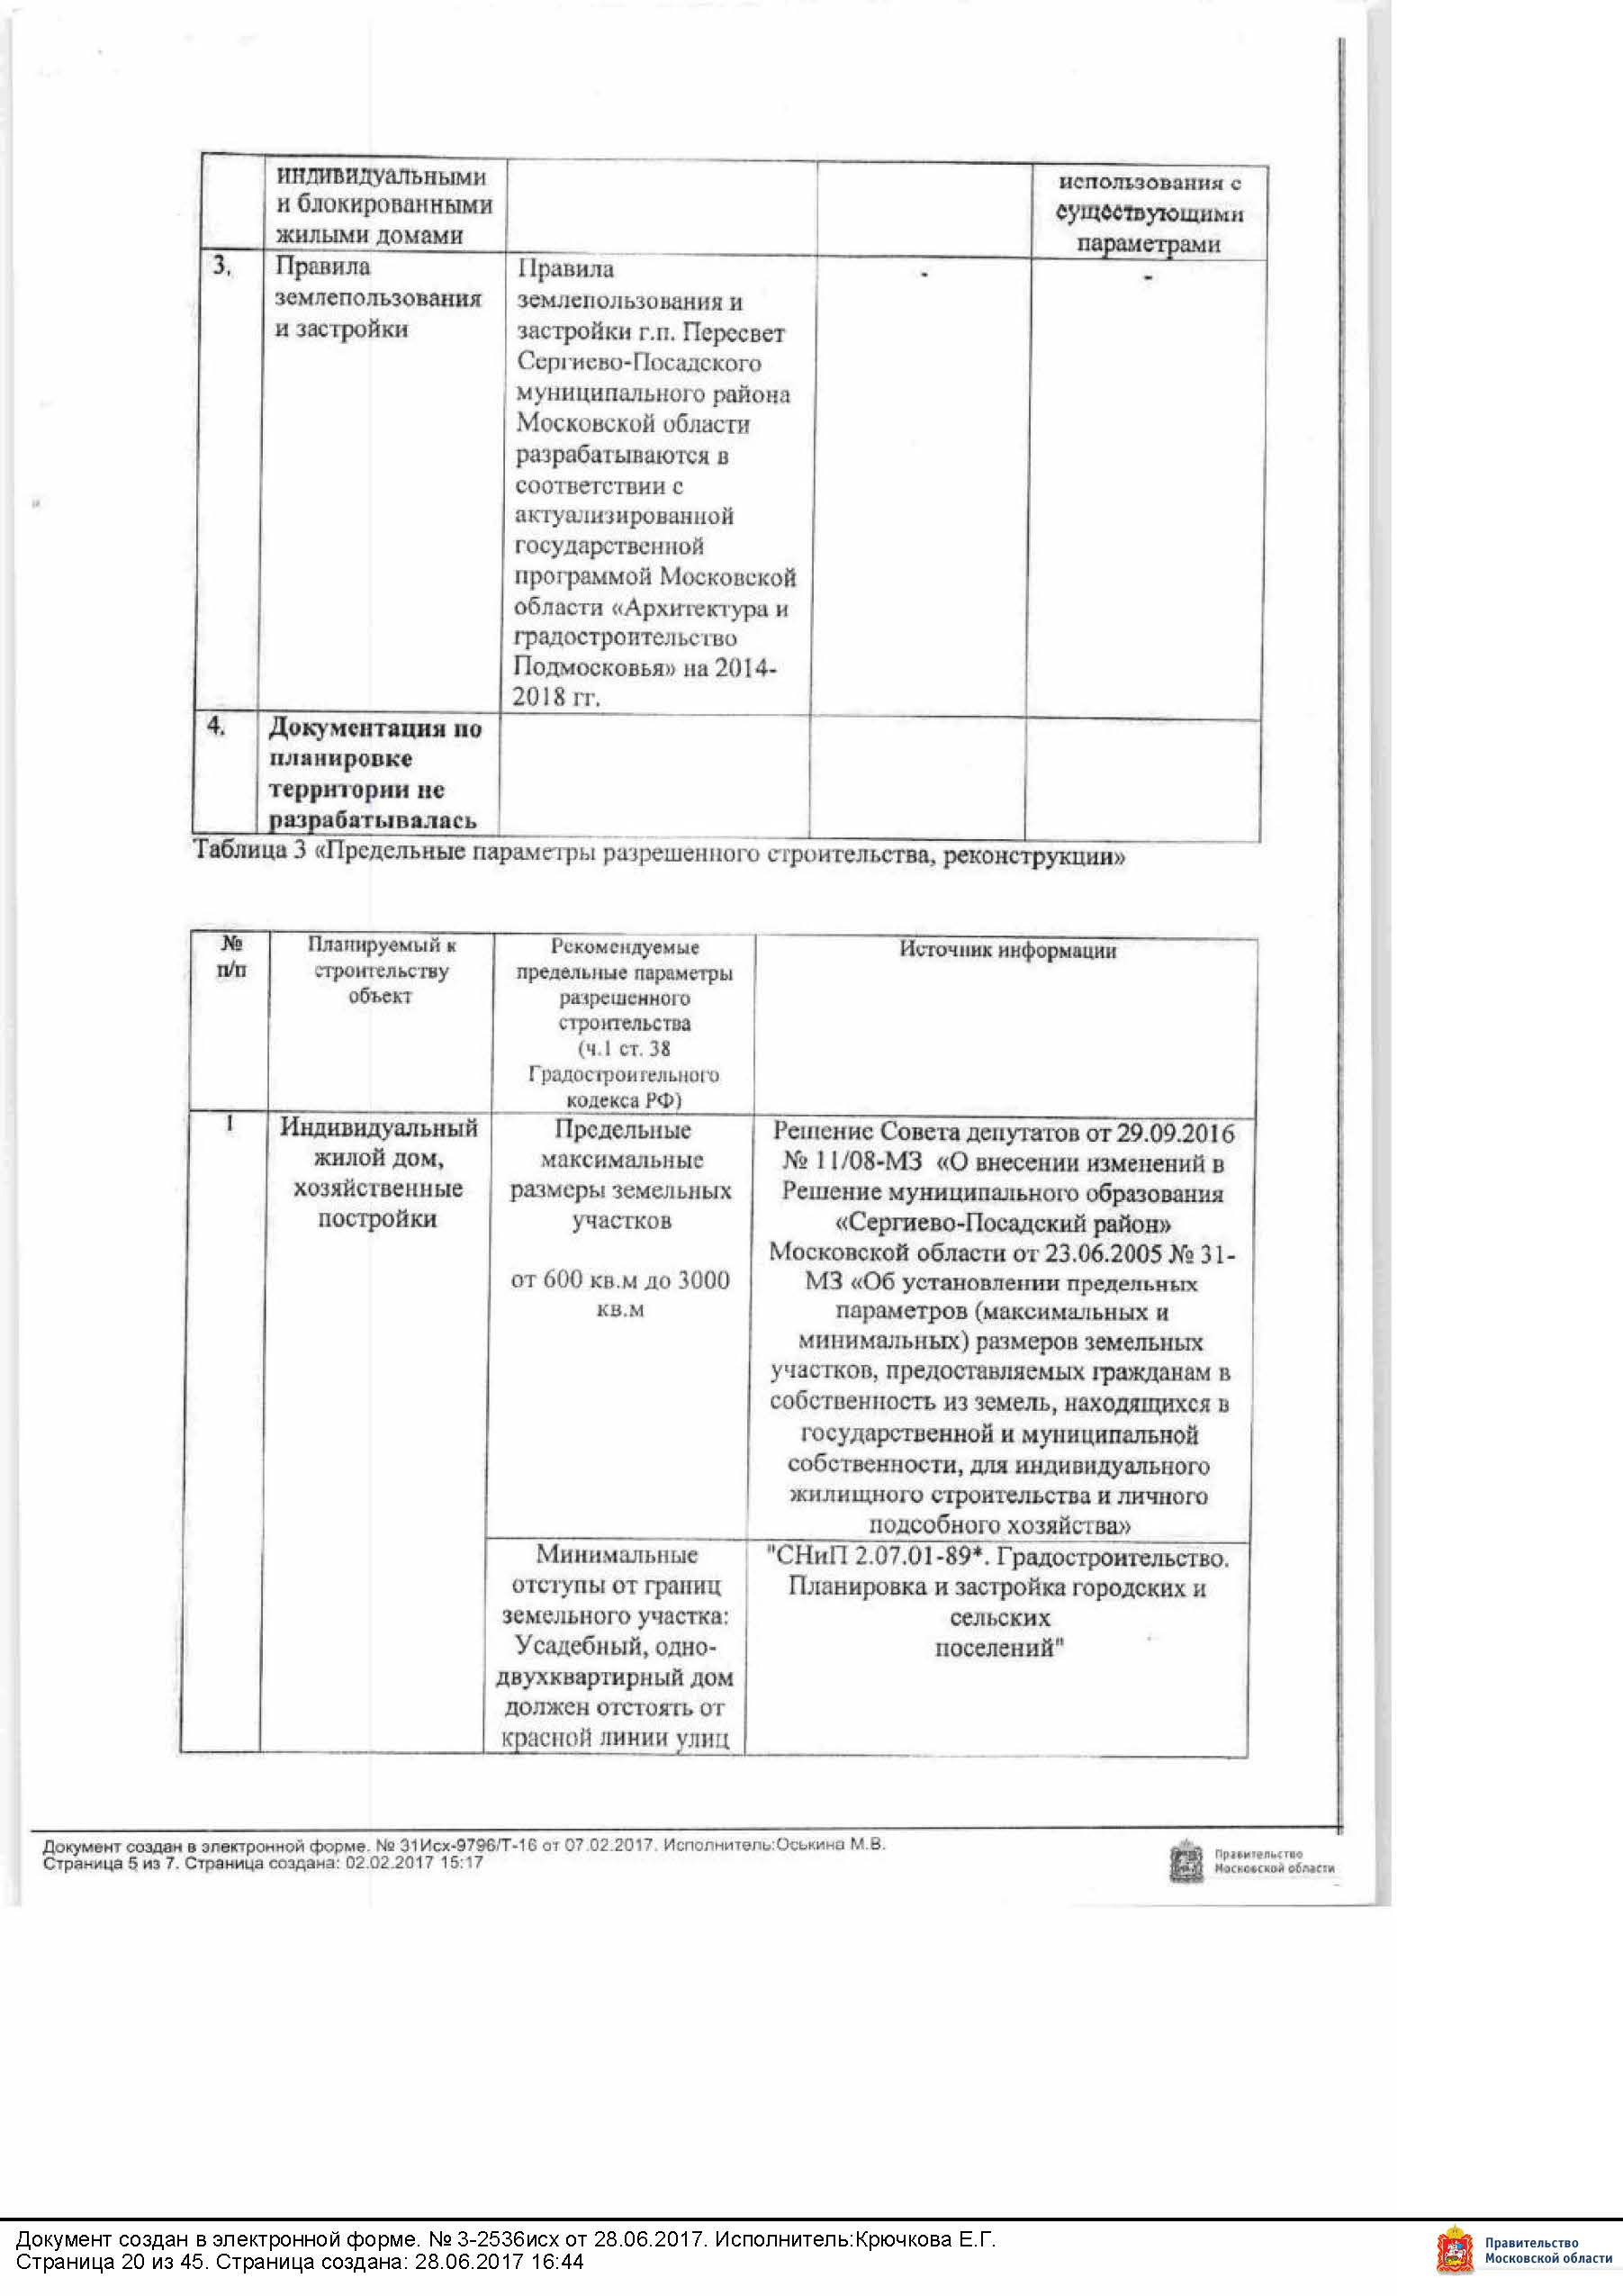 индивидуальными
и блокированными
жилыми домами
использования с
существующими
параметрами
3.
Правила
землепользования
и застройки
Правила
землепользования и
застройки г.п. Пересвет
Сергиево-Посадского
муниципального района
Московской области
разрабатываются в
соответствии с
актуализированной
государственной
программой Московской
области «Архитектура и
градостроительство
Подмосковья» на 2014-
2018 гг.
-
-
4.
Документация по
планировке
территории не
разрабатывалась
Таблица 3 «Предельные параметры разрешенного строительства, реконструкции»
№
п/п
Планируемый к
строительству
объект
Рекомендуемые
предельные параметры
разрешенного
строительства
(ч.1 ст. 38
Градостроительного
кодекса РФ)
Источник информации
1
Индивидуальный
жилой дом,
хозяйственные
постройки
Предельные
максимальные
размеры земельных
участков
от 600 кв.м до 3000
кв.м
Решение Совета депутатов от 29.09.2016
№ 11/08-МЗ «О внесении изменений в
Решение муниципального образования
«Сергиево-Посадский район»
Московской области от 23.06.2005 № 31-
МЗ «Об установлении предельных
параметров (максимальных и
минимальных) размеров земельных
участков, предоставляемых гражданам в
собственность из земель, находящихся в
государственной и муниципальной
собственности, для индивидуального
жилищного строительства и личного
подсобного хозяйства»
Минимальные
отступы от границ
земельного участка:
Усадебный, одно-
двухквартирный дом
должен отстоять от
красной линии улиц
"СНиП 2.07.01-89*. Градостроительство.
Планировка и застройка городских и
сельских
поселений"
Документ создан в электронной форме. № 31Исх-9796/Т-16 от 07.02.2017. Исполнитель:Оськина М.В.
Страница 5 из 7. Страница создана: 02.02.2017 15:17
Правительство
Московской области
Документ создан в электронной форме. № 3-2536исх от 28.06.2017. Исполнитель:Крючкова Е.Г.
Страница 20 из 45. Страница создана: 28.06.2017 16:44
Правительство
Московской области